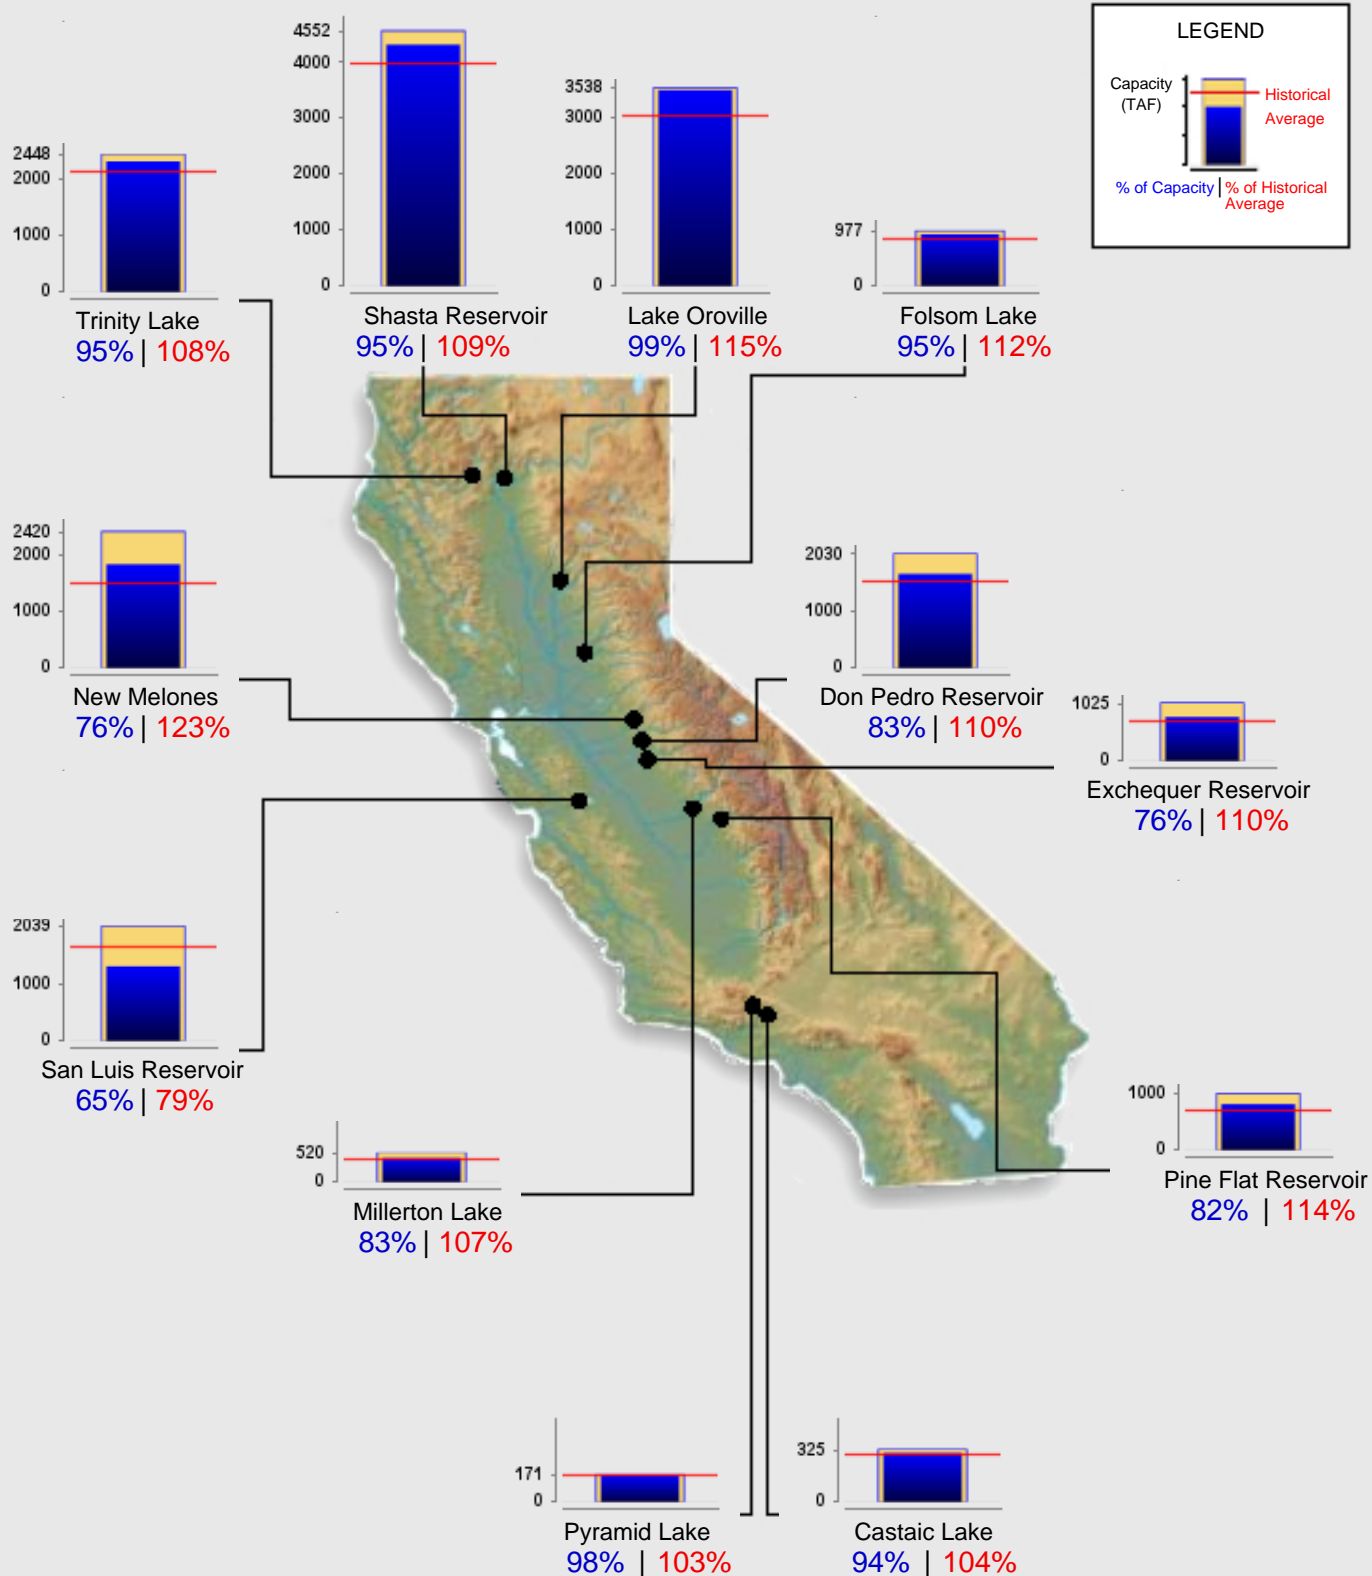 LEGEND
Capacity
(TAF)
Historical
Average
% of Capacity | % of Historical
Average
4552
4000
3000
2000
1000
0
Shasta Reservoir
95% | 109%
3538
3000
2000
1000
0
Lake Oroville
99% | 115%
2448
2000
1000
0
Trinity Lake
95% | 108%
977
0
Folsom Lake
95% | 112%
2420
2000
1000
0
New Melones
76% | 123%
2030
1000
0
Don Pedro Reservoir
83% | 110%
1025
0
Exchequer Reservoir
76% | 110%
2039
1000
0
San Luis Reservoir
65% | 79%
520
0
Millerton Lake
83% | 107%
1000
0
Pine Flat Reservoir
82% | 114%
171
0
Pyramid Lake
98% | 103%
325
0
Castaic Lake
94% | 104%